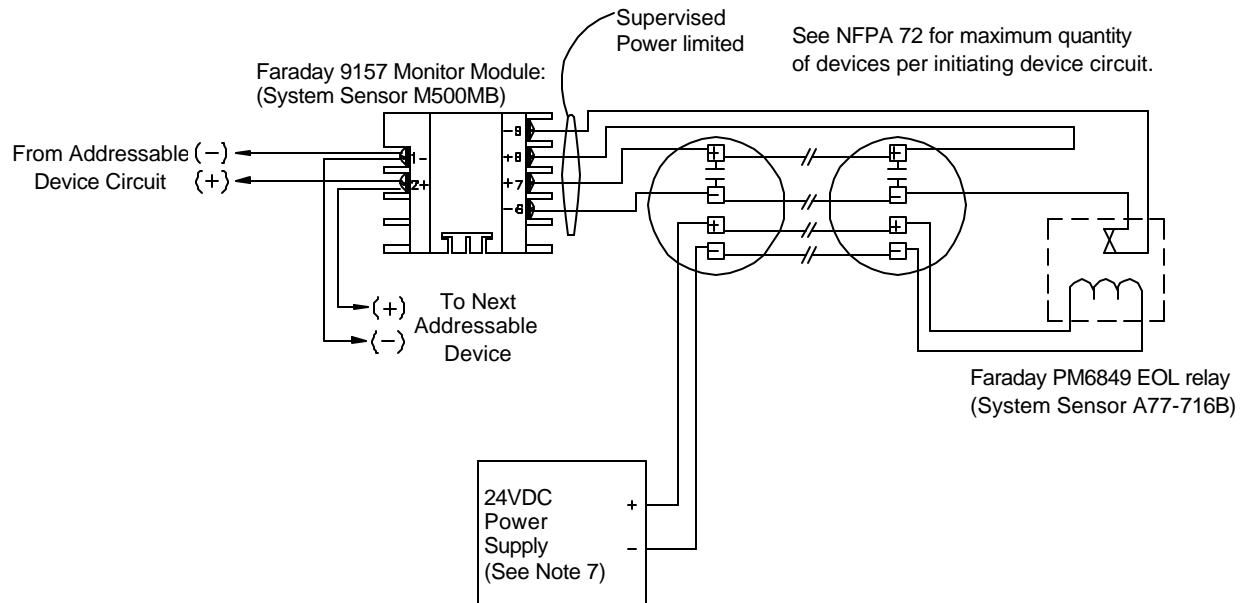 Supervised
Power limited
See NFPA 72 for maximum quantity
of devices per initiating device circuit.
Faraday 9157 Monitor Module:
(System Sensor M500MB)
From Addressable (-)
Device Circuit (+)
1-
2+
-9
+8
+7
-6
+ +
- -
+ +
- -
(+)
(-)
To Next
Addressable
Device
Faraday PM6849 EOL relay
(System Sensor A77-716B)
24VDC
Power
Supply
(See Note 7)
+
-